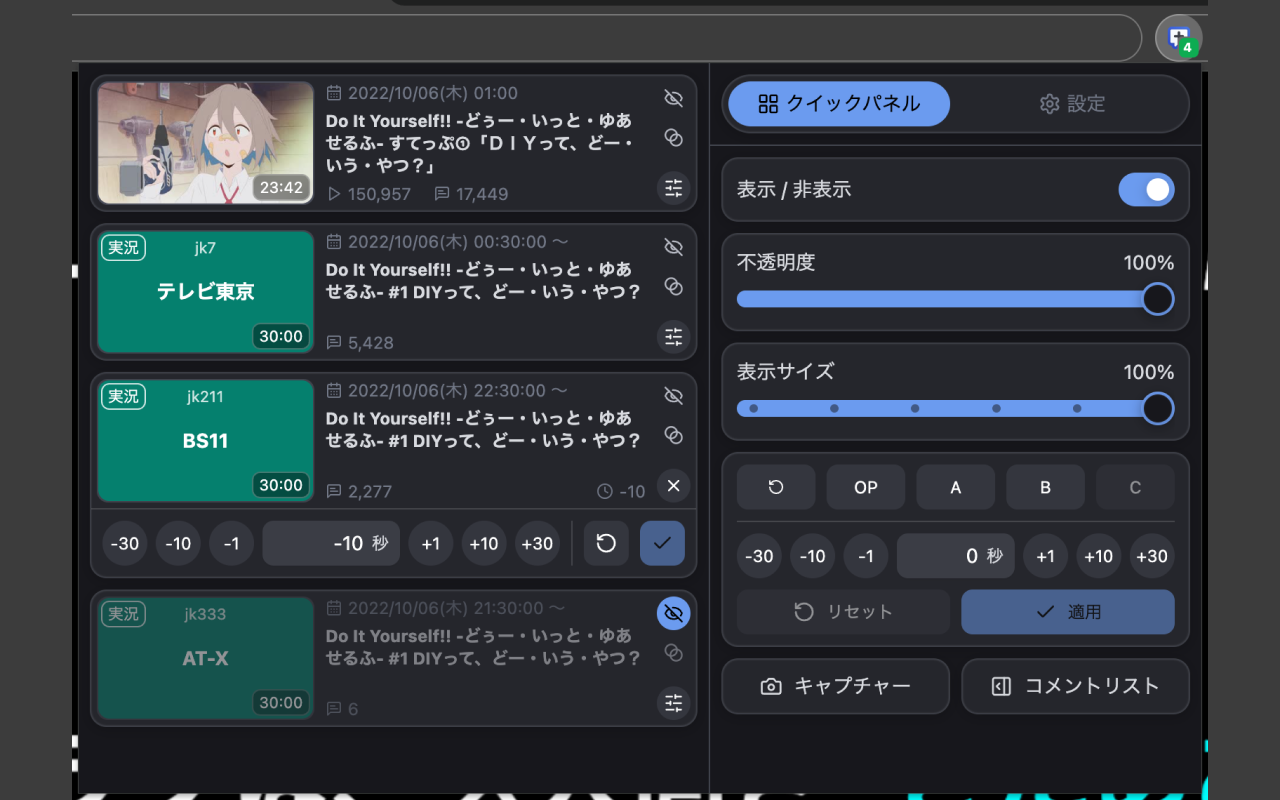 4
2022/10/06(木) 01:00
Do It Yourself!! -どぅー・いっと・ゆあ
せるふ- すてっぷ①「ＤＩＹって、どー・
いう・やつ？」
23:42
150,957 17,449
実況 jk7
テレビ東京
30:00
2022/10/06(木) 00:30:00 〜
Do It Yourself!! -どぅー・いっと・ゆあ
せるふ- #1 DIYって、どー・いう・やつ？
5,428
実況 jk211
BS11
30:00
2022/10/06(木) 22:30:00 〜
Do It Yourself!! -どぅー・いっと・ゆあ
せるふ- #1 DIYって、どー・いう・やつ？
2,277 -10
-30 -10 -1 -10 秒 +1 +10 +30
実況 jk333
AT-X
30:00
2022/10/06(木) 21:30:00 〜
Do It Yourself!! -どぅー・いっと・ゆあ
せるふ- #1 DIYって、どー・いう・やつ？
6
クイックパネル 設定
表示 / 非表示
不透明度 100%
表示サイズ 100%
OP A B C
-30 -10 -1 0 秒 +1 +10 +30
リセット 適用
キャプチャー コメントリスト